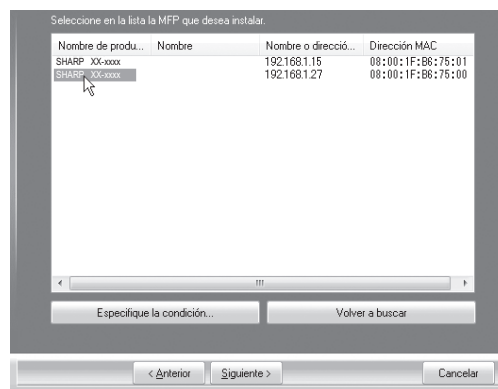 Seleccione en la lista la MFP que desea instalar.
Nombre de produ... Nombre Nombre o direcció... Dirección MAC
SHARP XX-xxxx 192.168.1.15 08:00:1F:B6:75:01
SHARP XX-xxxx 192.168.1.27 08:00:1F:B6:75:00
Especifique la condición... Volver a buscar
< Anterior Siguiente > Cancelar